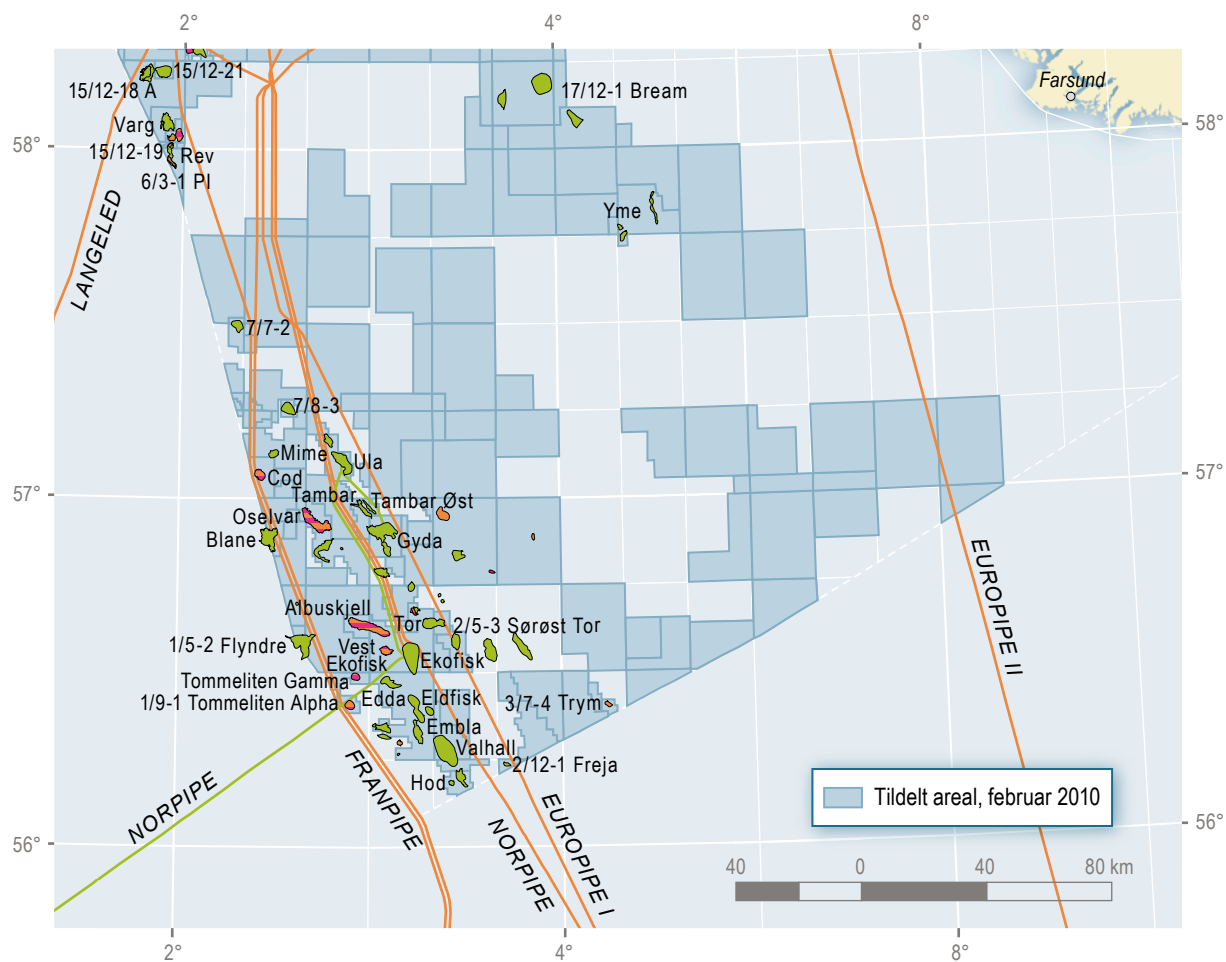 2°
4°
8°
15/12-21
15/12-18 A
17/12-1 Bream
Farsund
Varg
58°
58°
15/12-19
Rev
6/3-1 PI
Yme
LANGELED
7/7-2
7/8-3
Mime
Ula
Cod
57°
57°
Tambar
Tambar Øst
Oselvar
Blane
Gyda
EUROPIPE II
Albuskjell
Tor
2/5-3 Sørøst Tor
1/5-2 Flyndre
Vest
Ekofisk
Ekofisk
Tommeliten Gamma
1/9-1 Tommeliten Alpha
Edda
Eldfisk
3/7-4 Trym
Embla
Valhall
2/12-1 Freja
Hod
NORPIPE
FRANPIPE
NORPIPE
EUROPIPE I
Tildelt areal, februar 2010
56°
56°
40
0
40
80 km
2°
4°
8°